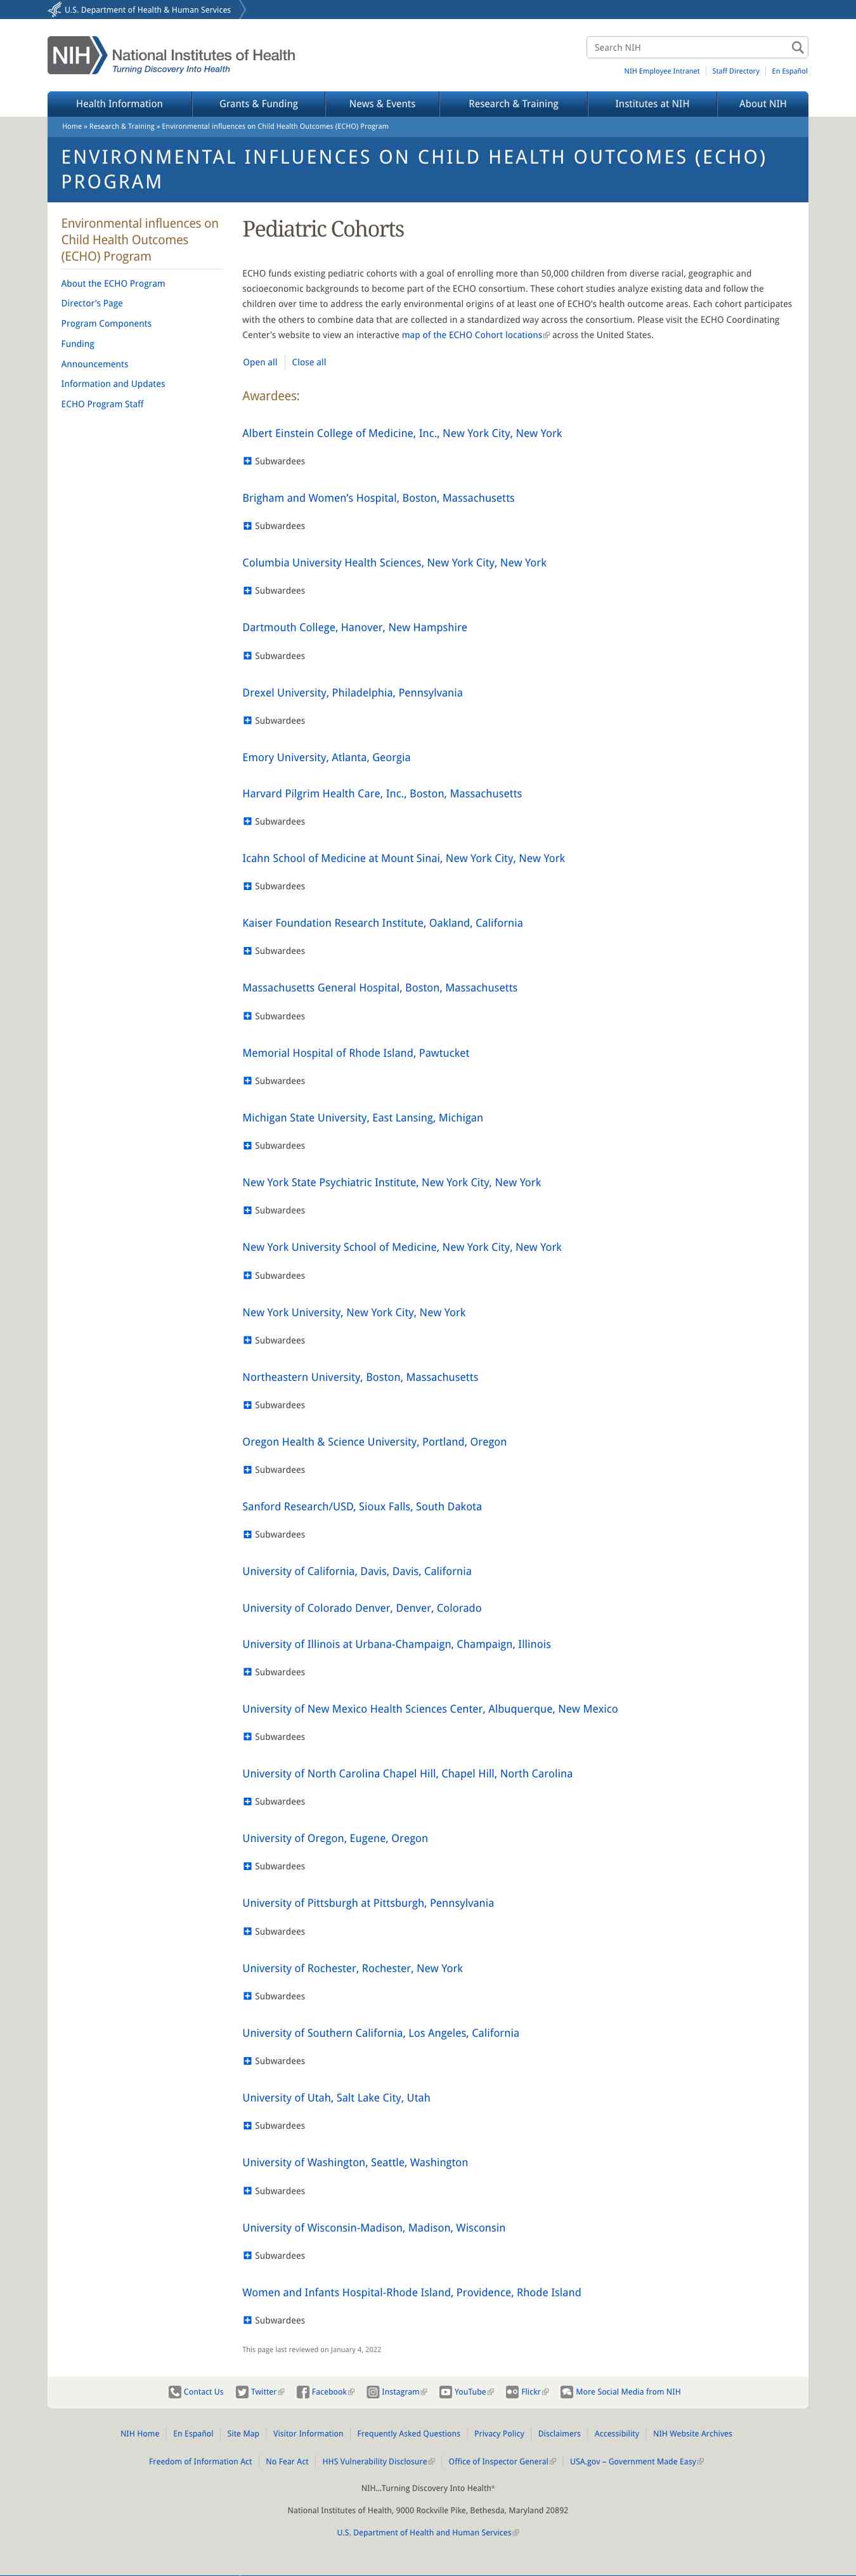 U.S. Department of Health & Human Services
NIH National Institutes of Health
Turning Discovery Into Health
Search NIH
NIH Employee Intranet
Staff Directory
En Español
Health Information
Grants & Funding
News & Events
Research & Training
Institutes at NIH
About NIH
Home » Research & Training » Environmental influences on Child Health Outcomes (ECHO) Program
ENVIRONMENTAL INFLUENCES ON CHILD HEALTH OUTCOMES (ECHO)
PROGRAM
Environmental influences on
Child Health Outcomes
(ECHO) Program
About the ECHO Program
Director's Page
Program Components
Funding
Announcements
Information and Updates
ECHO Program Staff
Pediatric Cohorts
ECHO funds existing pediatric cohorts with a goal of enrolling more than 50,000 children from diverse racial, geographic and
socioeconomic backgrounds to become part of the ECHO consortium. These cohort studies analyze existing data and follow the
children over time to address the early environmental origins of at least one of ECHO's health outcome areas. Each cohort participates
with the others to combine data that are collected in a standardized way across the consortium. Please visit the ECHO Coordinating
Center's website to view an interactive map of the ECHO Cohort locations across the United States.
Open all
Close all
Awardees:
Albert Einstein College of Medicine, Inc., New York City, New York
Subwardees
Brigham and Women's Hospital, Boston, Massachusetts
Subwardees
Columbia University Health Sciences, New York City, New York
Subwardees
Dartmouth College, Hanover, New Hampshire
Subwardees
Drexel University, Philadelphia, Pennsylvania
Subwardees
Emory University, Atlanta, Georgia
Harvard Pilgrim Health Care, Inc., Boston, Massachusetts
Subwardees
Icahn School of Medicine at Mount Sinai, New York City, New York
Subwardees
Kaiser Foundation Research Institute, Oakland, California
Subwardees
Massachusetts General Hospital, Boston, Massachusetts
Subwardees
Memorial Hospital of Rhode Island, Pawtucket
Subwardees
Michigan State University, East Lansing, Michigan
Subwardees
New York State Psychiatric Institute, New York City, New York
Subwardees
New York University School of Medicine, New York City, New York
Subwardees
New York University, New York City, New York
Subwardees
Northeastern University, Boston, Massachusetts
Subwardees
Oregon Health & Science University, Portland, Oregon
Subwardees
Sanford Research/USD, Sioux Falls, South Dakota
Subwardees
University of California, Davis, Davis, California
University of Colorado Denver, Denver, Colorado
University of Illinois at Urbana-Champaign, Champaign, Illinois
Subwardees
University of New Mexico Health Sciences Center, Albuquerque, New Mexico
Subwardees
University of North Carolina Chapel Hill, Chapel Hill, North Carolina
Subwardees
University of Oregon, Eugene, Oregon
Subwardees
University of Pittsburgh at Pittsburgh, Pennsylvania
Subwardees
University of Rochester, Rochester, New York
Subwardees
University of Southern California, Los Angeles, California
Subwardees
University of Utah, Salt Lake City, Utah
Subwardees
University of Washington, Seattle, Washington
Subwardees
University of Wisconsin-Madison, Madison, Wisconsin
Subwardees
Women and Infants Hospital-Rhode Island, Providence, Rhode Island
Subwardees
This page last reviewed on January 4, 2022
Contact Us
Twitter
Facebook
Instagram
YouTube
Flickr
More Social Media from NIH
NIH Home
En Español
Site Map
Visitor Information
Frequently Asked Questions
Privacy Policy
Disclaimers
Accessibility
NIH Website Archives
Freedom of Information Act
No Fear Act
HHS Vulnerability Disclosure
Office of Inspector General
USA.gov – Government Made Easy
NIH...Turning Discovery Into Health®
National Institutes of Health, 9000 Rockville Pike, Bethesda, Maryland 20892
U.S. Department of Health and Human Services